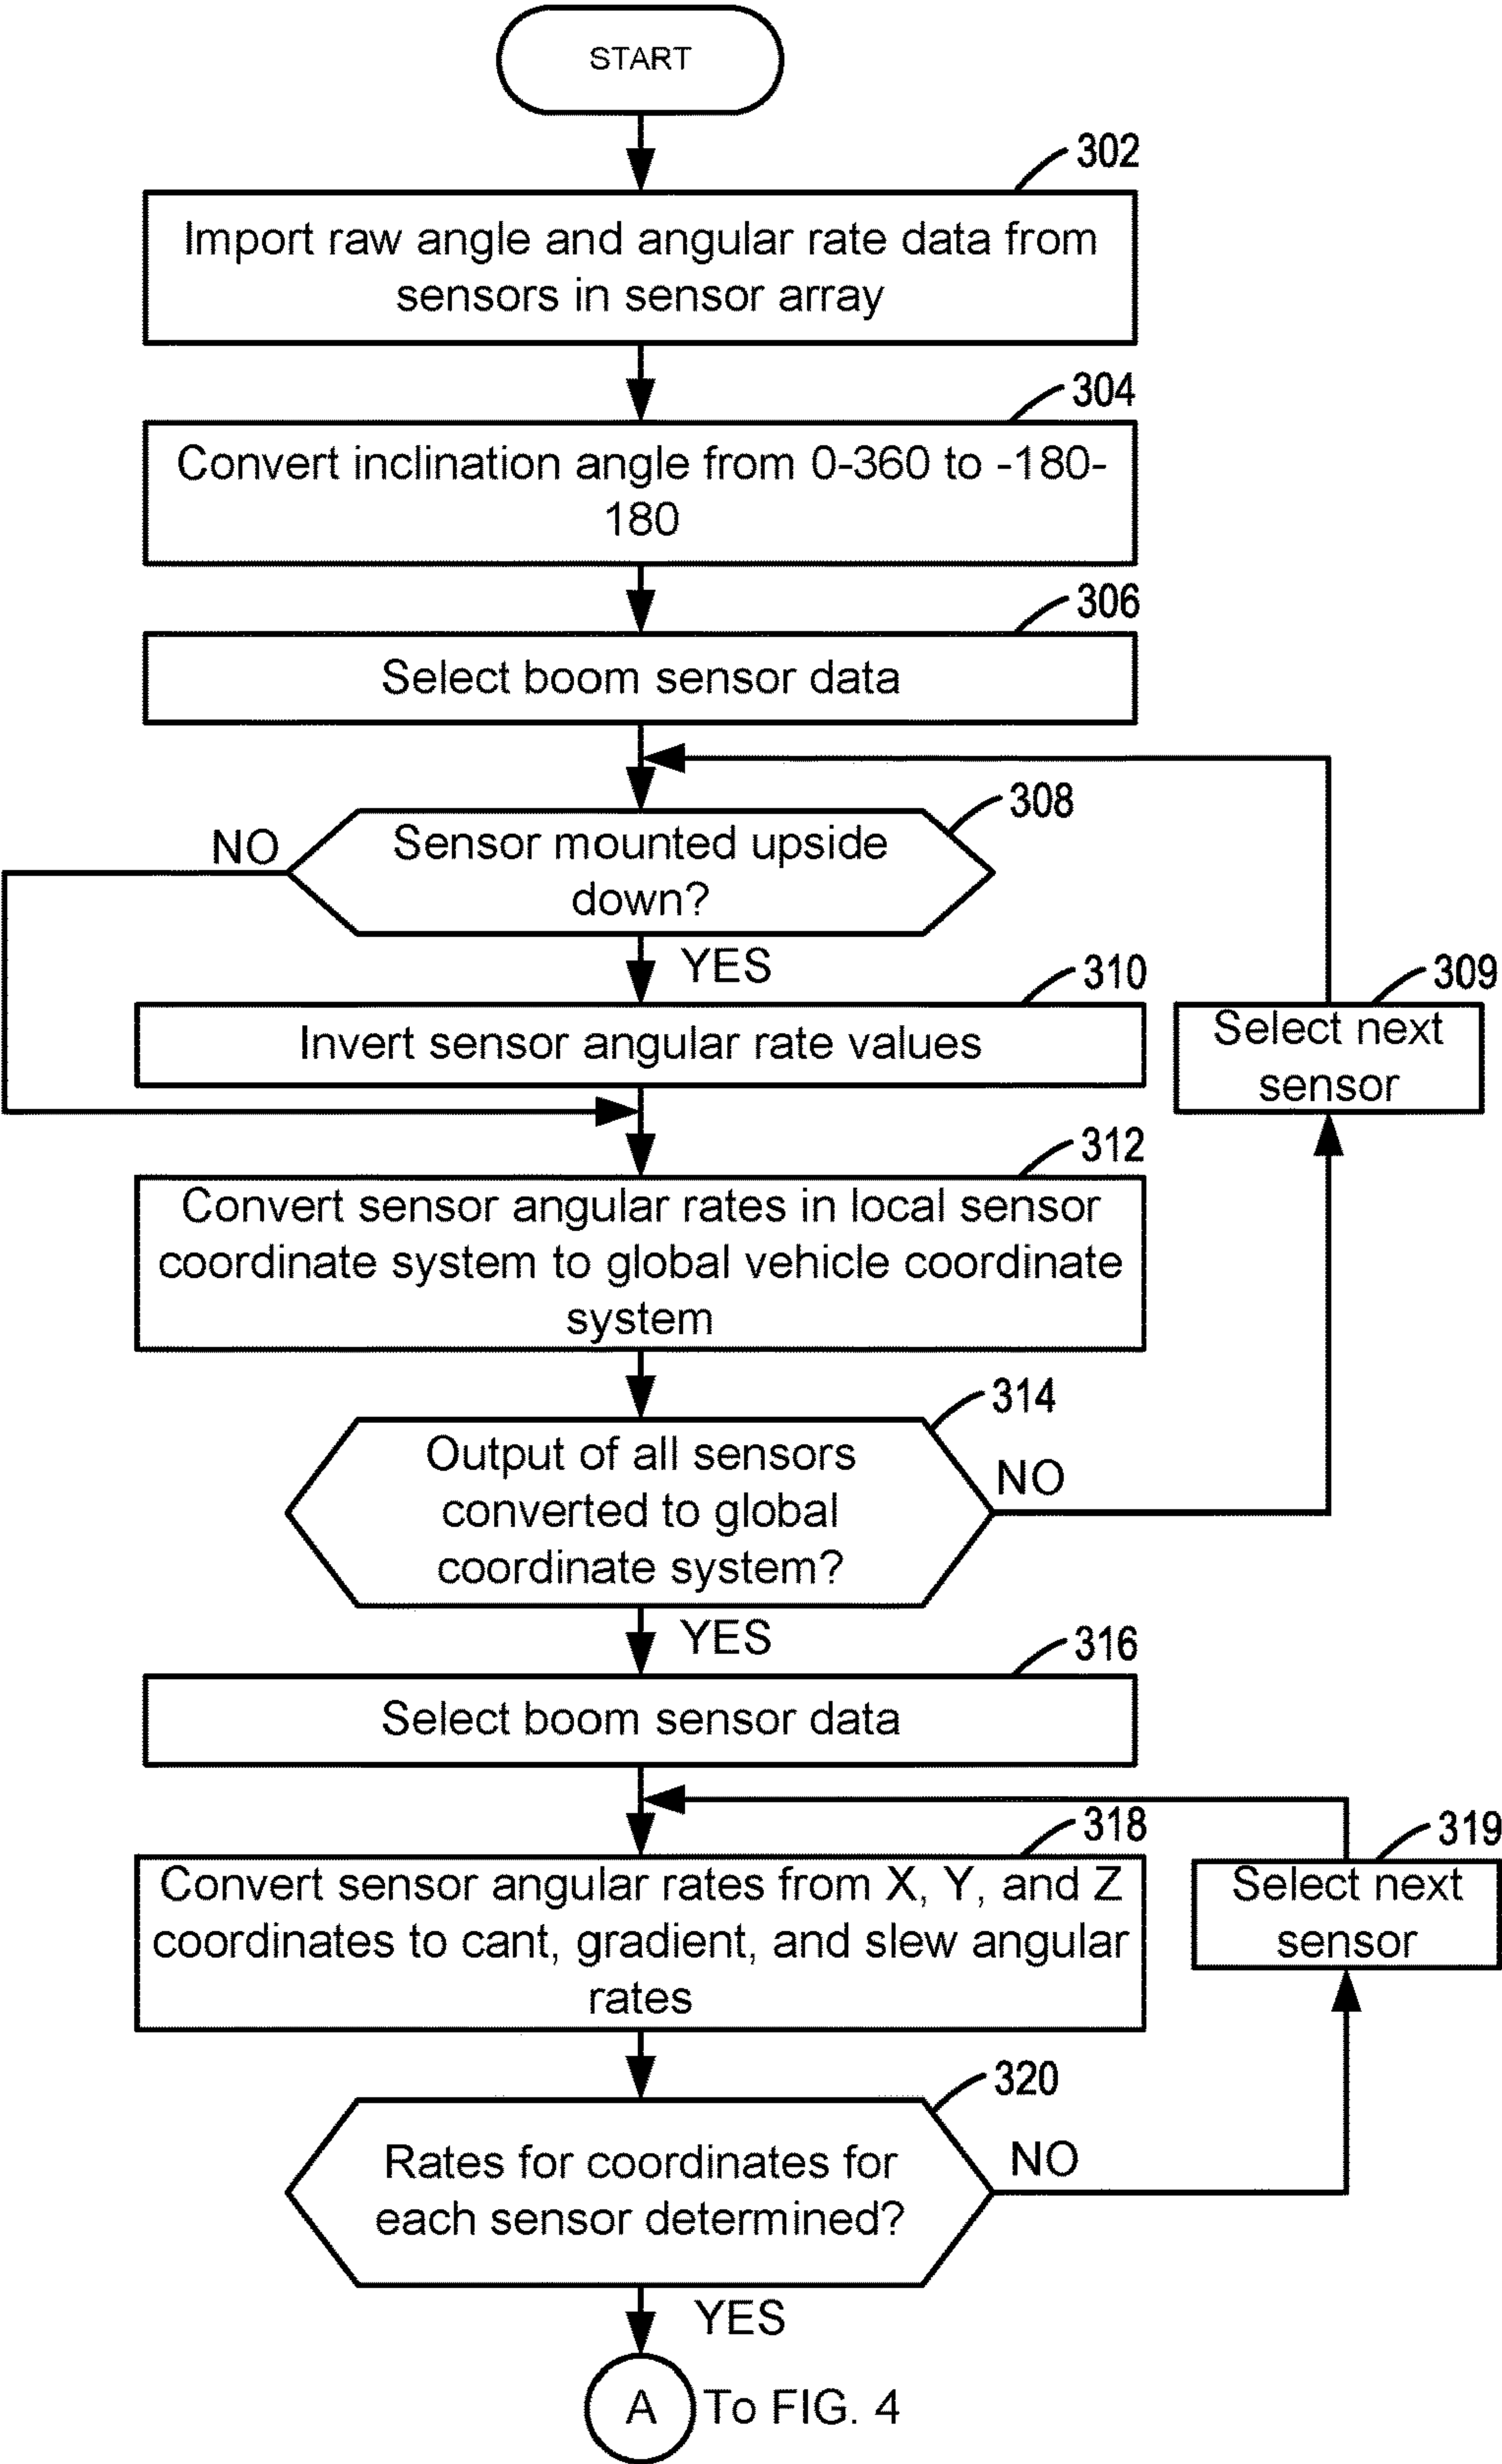 START
302
Import raw angle and angular rate data from
sensors in sensor array
304
Convert inclination angle from 0-360 to -180-
180
306
Select boom sensor data
308
Sensor mounted upside
down?
NO
YES
310
Invert sensor angular rate values
309
Select next
sensor
312
Convert sensor angular rates in local sensor
coordinate system to global vehicle coordinate
system
314
Output of all sensors
converted to global
coordinate system?
NO
YES
316
Select boom sensor data
318
Convert sensor angular rates from X, Y, and Z
coordinates to cant, gradient, and slew angular
rates
319
Select next
sensor
320
Rates for coordinates for
each sensor determined?
NO
YES
A To FIG. 4